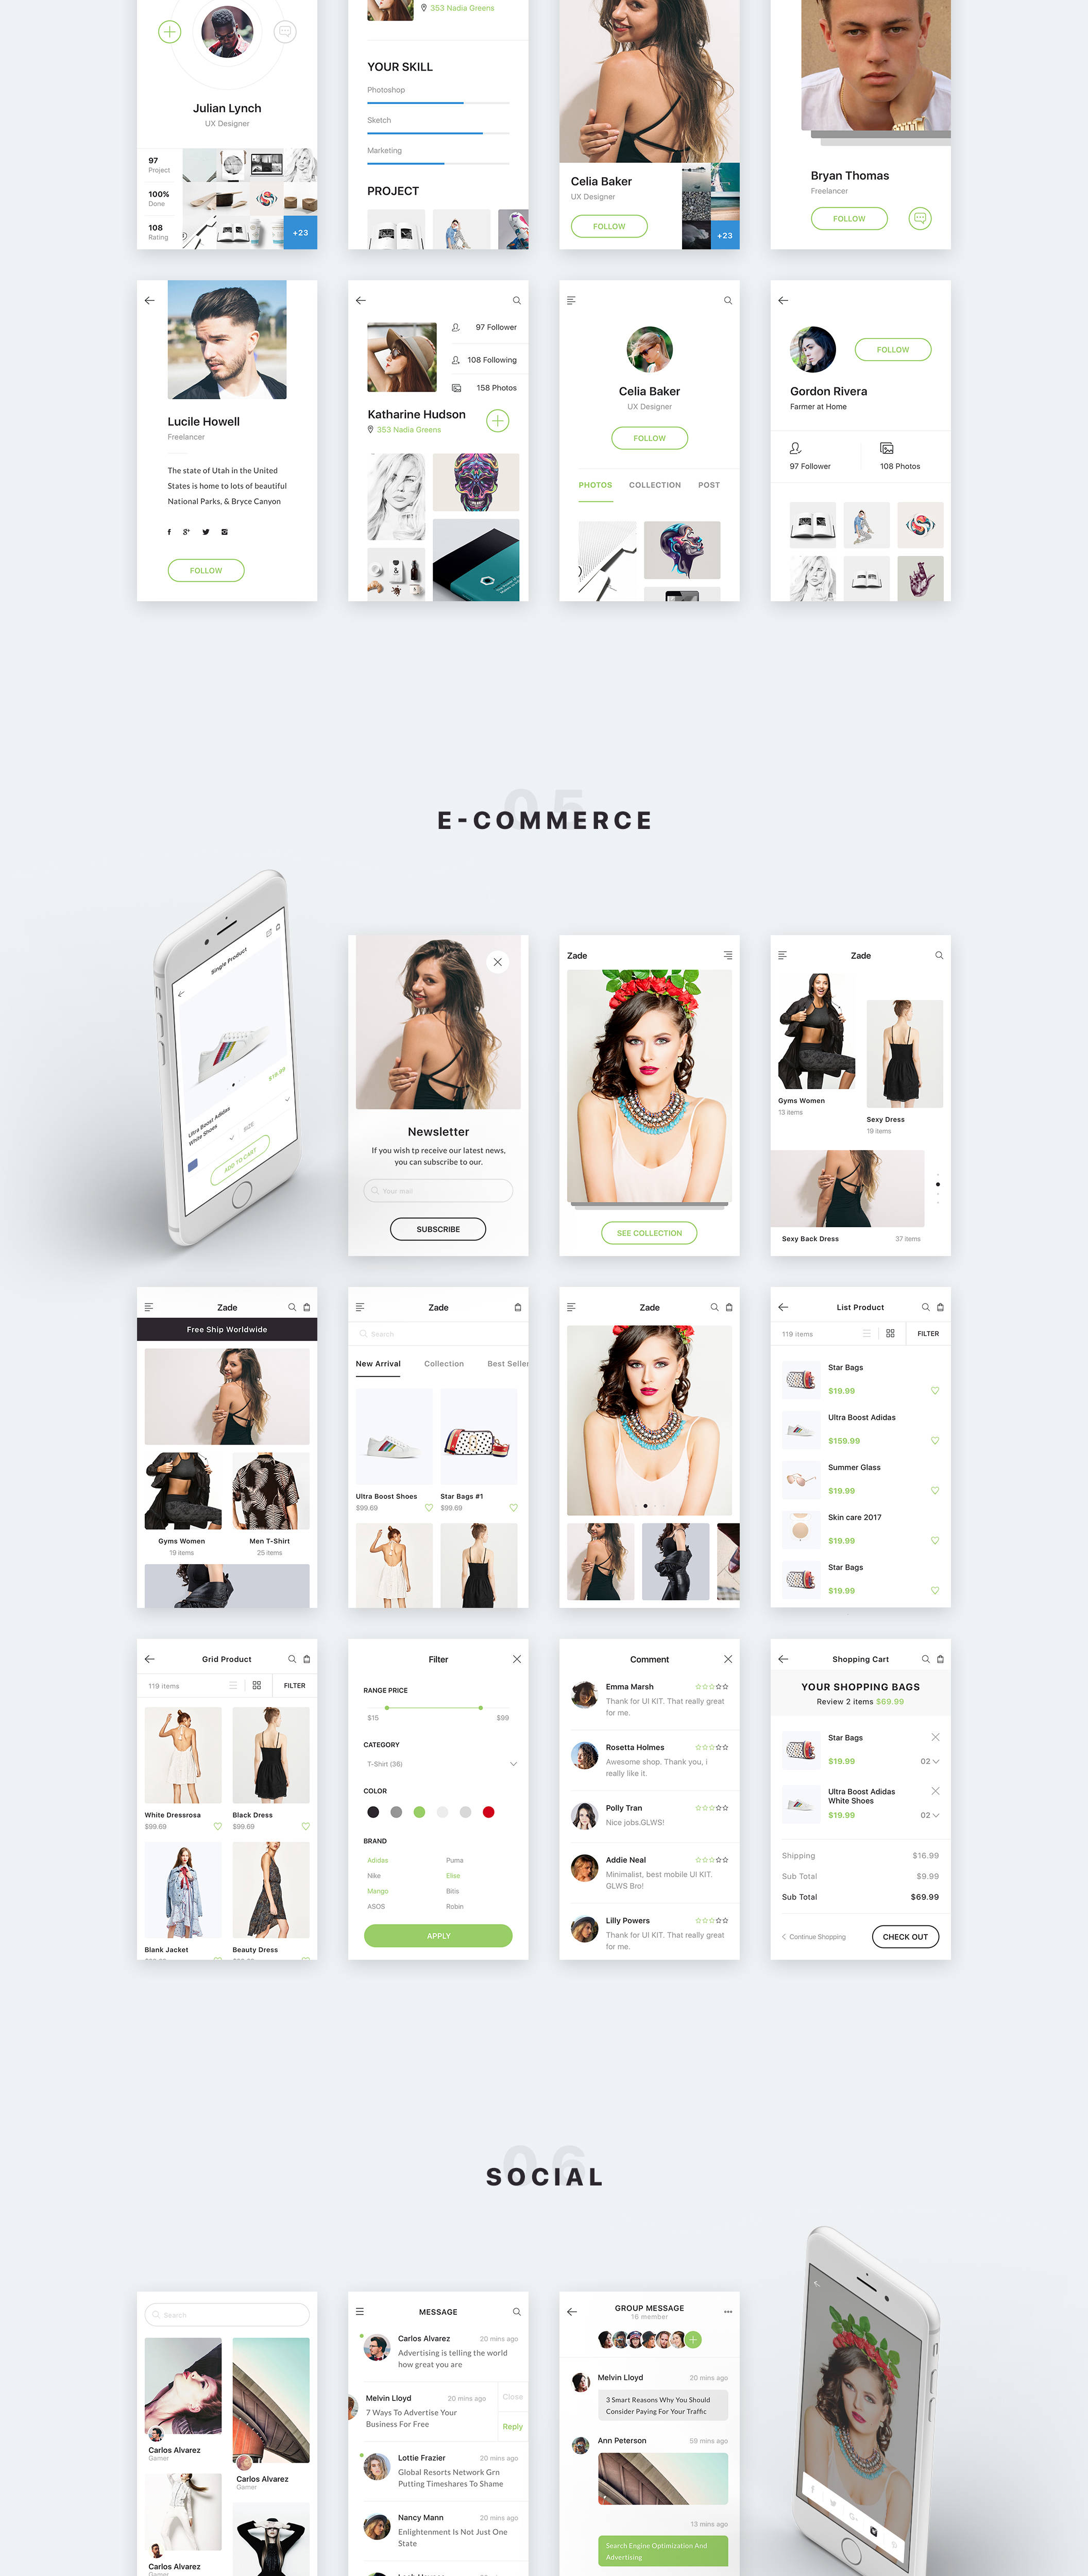 353 Nadia Greens
Julian Lynch
UX Designer
97
Project
100%
Done
108
Rating
+23
YOUR SKILL
Photoshop
Sketch
Marketing
PROJECT
Celia Baker
UX Designer
FOLLOW
+23
Bryan Thomas
Freelancer
FOLLOW
Lucile Howell
Freelancer
The state of Utah in the United
States is home to lots of beautiful
National Parks, & Bryce Canyon
FOLLOW
97 Follower
108 Following
158 Photos
Katharine Hudson
353 Nadia Greens
Celia Baker
UX Designer
FOLLOW
PHOTOS COLLECTION POST
FOLLOW
Gordon Rivera
Farmer at Home
97 Follower
108 Photos
05
E-COMMERCE
Single Product
$19.99
Ultra Boost Adidas
White Shoes
SIZE
ADD TO CART
Newsletter
If you wish tp receive our latest news,
you can subscribe to our.
Your mail
SUBSCRIBE
Zade
SEE COLLECTION
Zade
Gyms Women
13 items
Sexy Dress
19 items
Sexy Back Dress 37 items
Zade
Free Ship Worldwide
Gyms Women
19 items
Men T-Shirt
25 items
Zade
Search
New Arrival Collection Best Seller
Ultra Boost Shoes
$99.69
Star Bags #1
$99.69
Zade
List Product
119 items FILTER
Star Bags
$19.99
Ultra Boost Adidas
$159.99
Summer Glass
$19.99
Skin care 2017
$19.99
Star Bags
$19.99
Grid Product
119 items FILTER
White Dressrosa
$99.69
Black Dress
$99.69
Blank Jacket
Beauty Dress
Filter
RANGE PRICE
$15 $99
CATEGORY
T-Shirt (36)
COLOR
BRAND
Adidas Puma
Nike Elise
Mango Bitis
ASOS Robin
APPLY
Comment
Emma Marsh
Thank for UI KIT. That really great
for me.
Rosetta Holmes
Awesome shop. Thank you, i
really like it.
Polly Tran
Nice jobs.GLWS!
Addie Neal
Minimalist, best mobile UI KIT.
GLWS Bro!
Lilly Powers
Thank for UI KIT. That really great
for me.
Shopping Cart
YOUR SHOPPING BAGS
Review 2 items $69.99
Star Bags
$19.99 02
Ultra Boost Adidas
White Shoes
$19.99 02
Shipping $16.99
Sub Total $9.99
Sub Total $69.99
Continue Shopping CHECK OUT
06
SOCIAL
Search
Carlos Alvarez
Gamer
Carlos Alvarez
Gamer
Carlos Alvarez
Gamer
MESSAGE
Carlos Alvarez 20 mins ago
Advertising is telling the world
how great you are
Melvin Lloyd 20 mins ago
7 Ways To Advertise Your
Business For Free
Close
Reply
Lottie Frazier 20 mins ago
Global Resorts Network Grn
Putting Timeshares To Shame
Nancy Mann 20 mins ago
Enlightenment Is Not Just One
State
GROUP MESSAGE
16 member
Melvin Lloyd 20 mins ago
3 Smart Reasons Why You Should
Consider Paying For Your Traffic
Ann Peterson 59 mins ago
13 mins ago
Search Engine Optimization And
Advertising